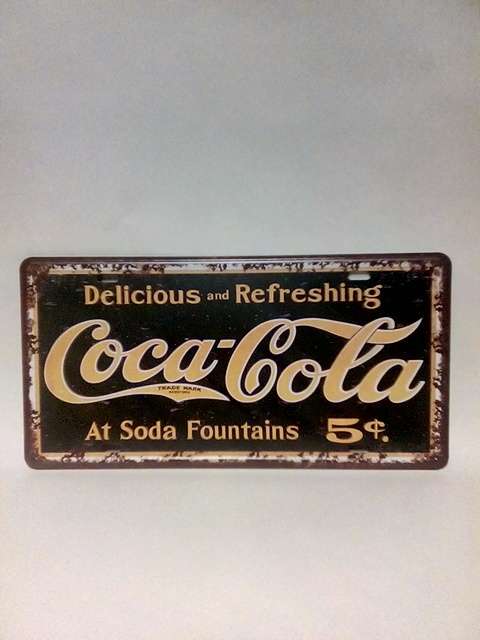 Delicious and Refreshing
Coca-Cola
TRADE MARK
At Soda Fountains 5¢.